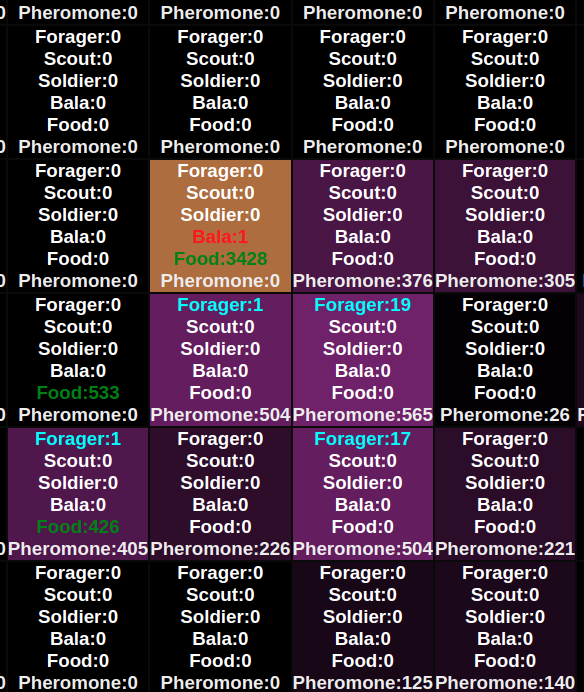 0 Pheromone:0 Pheromone:0 Pheromone:0 Pheromone:0
Forager:0 Forager:0 Forager:0 Forager:0
Scout:0 Scout:0 Scout:0 Scout:0
Soldier:0 Soldier:0 Soldier:0 Soldier:0
Bala:0 Bala:0 Bala:0 Bala:0
Food:0 Food:0 Food:0 Food:0
0 Pheromone:0 Pheromone:0 Pheromone:0 Pheromone:0
Forager:0 Forager:0 Forager:0 Forager:0
Scout:0 Scout:0 Scout:0 Scout:0
Soldier:0 Soldier:0 Soldier:0 Soldier:0
Bala:0 Bala:1 Bala:0 Bala:0
Food:0 Food:3428 Food:0 Food:0
0 Pheromone:0 Pheromone:0 Pheromone:376 Pheromone:305
Forager:0 Forager:1 Forager:19 Forager:0
Scout:0 Scout:0 Scout:0 Scout:0
Soldier:0 Soldier:0 Soldier:0 Soldier:0
Bala:0 Bala:0 Bala:0 Bala:0
Food:533 Food:0 Food:0 Food:0
0 Pheromone:0 Pheromone:504 Pheromone:565 Pheromone:26
Forager:1 Forager:0 Forager:17 Forager:0
Scout:0 Scout:0 Scout:0 Scout:0
Soldier:0 Soldier:0 Soldier:0 Soldier:0
Bala:0 Bala:0 Bala:0 Bala:0
Food:426 Food:0 Food:0 Food:0
0 Pheromone:405 Pheromone:226 Pheromone:504 Pheromone:221
Forager:0 Forager:0 Forager:0 Forager:0
Scout:0 Scout:0 Scout:0 Scout:0
Soldier:0 Soldier:0 Soldier:0 Soldier:0
Bala:0 Bala:0 Bala:0 Bala:0
Food:0 Food:0 Food:0 Food:0
0 Pheromone:0 Pheromone:0 Pheromone:125 Pheromone:140